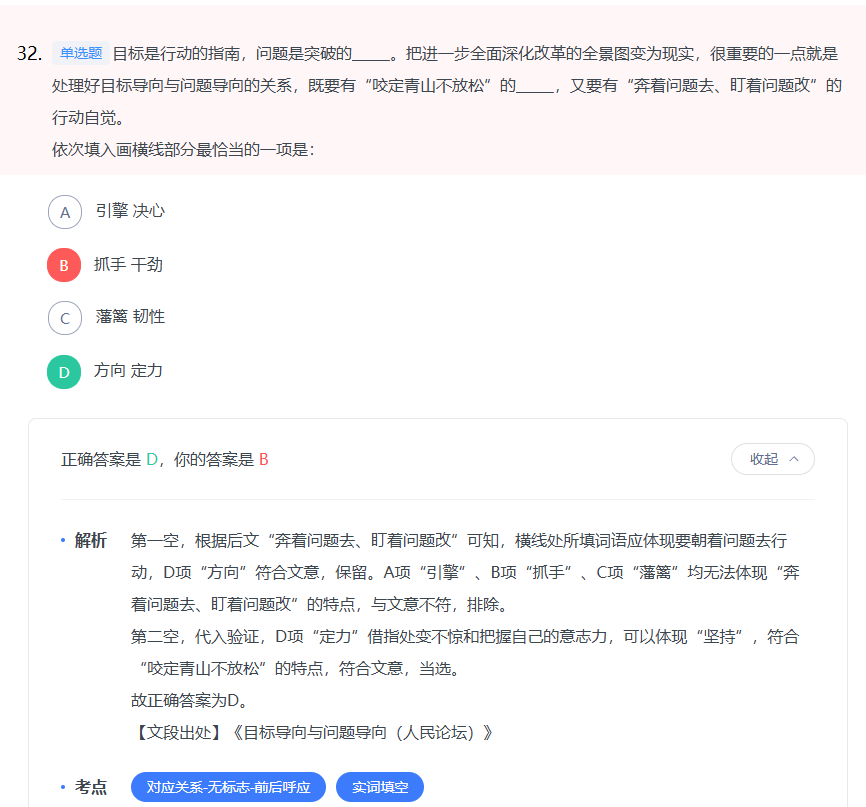 32. 单选题 目标是行动的指南，问题是突破的_____。把进一步全面深化改革的全景图变为现实，很重要的一点就是
处理好目标导向与问题导向的关系，既要有“咬定青山不放松”的_____，又要有“奔着问题去、盯着问题改”的
行动自觉。
依次填入画横线部分最恰当的一项是：
A 引擎 决心
B 抓手 干劲
C 藩篱 韧性
D 方向 定力
正确答案是 D，你的答案是 B
收起
解析 第一空，根据后文“奔着问题去、盯着问题改”可知，横线处所填词语应体现要朝着问题去行
动，D项“方向”符合文意，保留。A项“引擎”、B项“抓手”、C项“藩篱”均无法体现“奔
着问题去、盯着问题改”的特点，与文意不符，排除。
第二空，代入验证，D项“定力”借指处变不惊和把握自己的意志力，可以体现“坚持”，符合
“咬定青山不放松”的特点，符合文意，当选。
故正确答案为D。
【文段出处】《目标导向与问题导向（人民论坛）》
考点 对应关系-无标志-前后呼应 实词填空